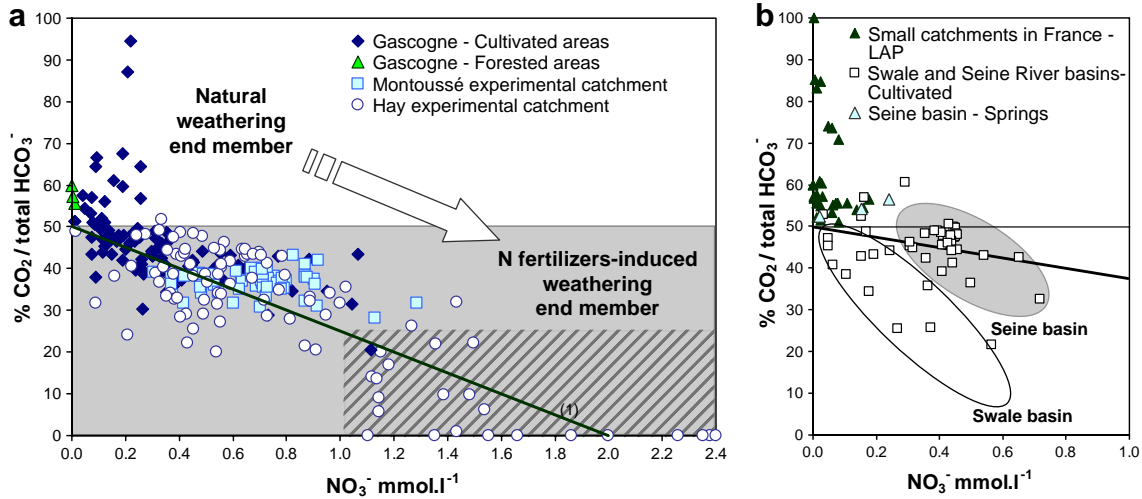 a
% CO2 / total HCO3-
100
90
80
70
60
50
40
30
20
10
0
0.0 0.2 0.4 0.6 0.8 1.0 1.2 1.4 1.6 1.8 2.0 2.2 2.4
NO3- mmol.l-1
Gascogne - Cultivated areas
Gascogne - Forested areas
Montoussé experimental catchment
Hay experimental catchment
Natural
weathering
end member
N fertilizers-induced
weathering
end member
(1)
b
% CO2 / total HCO3-
100
90
80
70
60
50
40
30
20
10
0
0.0 0.2 0.4 0.6 0.8 1.0
NO3- mmol.l-1
Small catchments in France -
LAP
Swale and Seine River basins-
Cultivated
Seine basin - Springs
Seine basin
Swale basin